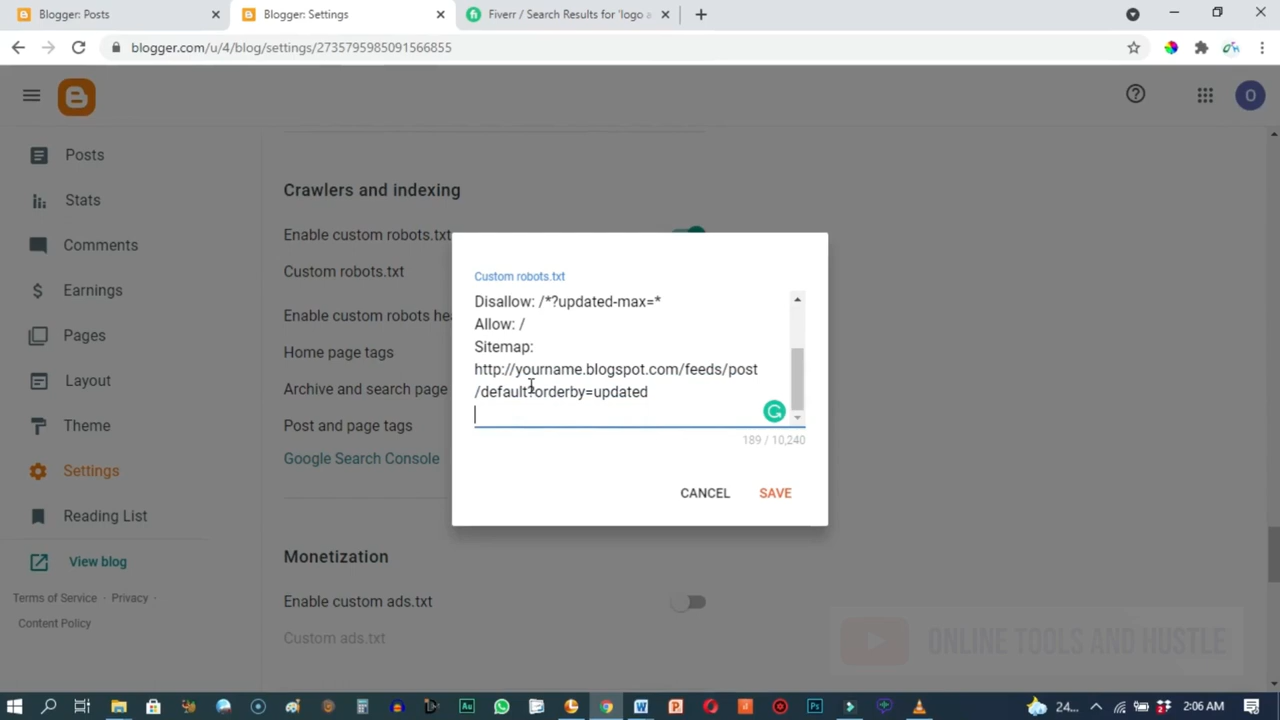 Blogger: Posts
Blogger: Settings
Fiverr / Search Results for 'logo a
blogger.com/u/4/blog/settings/2735795985091566855
O
Posts
Stats
Comments
Earnings
Pages
Layout
Theme
Settings
Reading List
View blog
Terms of Service · Privacy ·
Content Policy
Crawlers and indexing
Enable custom robots.txt
Custom robots.txt
Enable custom robots hea
Home page tags
Archive and search page
Post and page tags
Google Search Console
Monetization
Enable custom ads.txt
Custom ads.txt
Custom robots.txt
Disallow: /*?updated-max=*
Allow: /
Sitemap:
http://yourname.blogspot.com/feeds/post
/default?orderby=updated
189 / 10,240
CANCEL
SAVE
ONLINE TOOLS AND HUSTLE
24...
2:06 AM